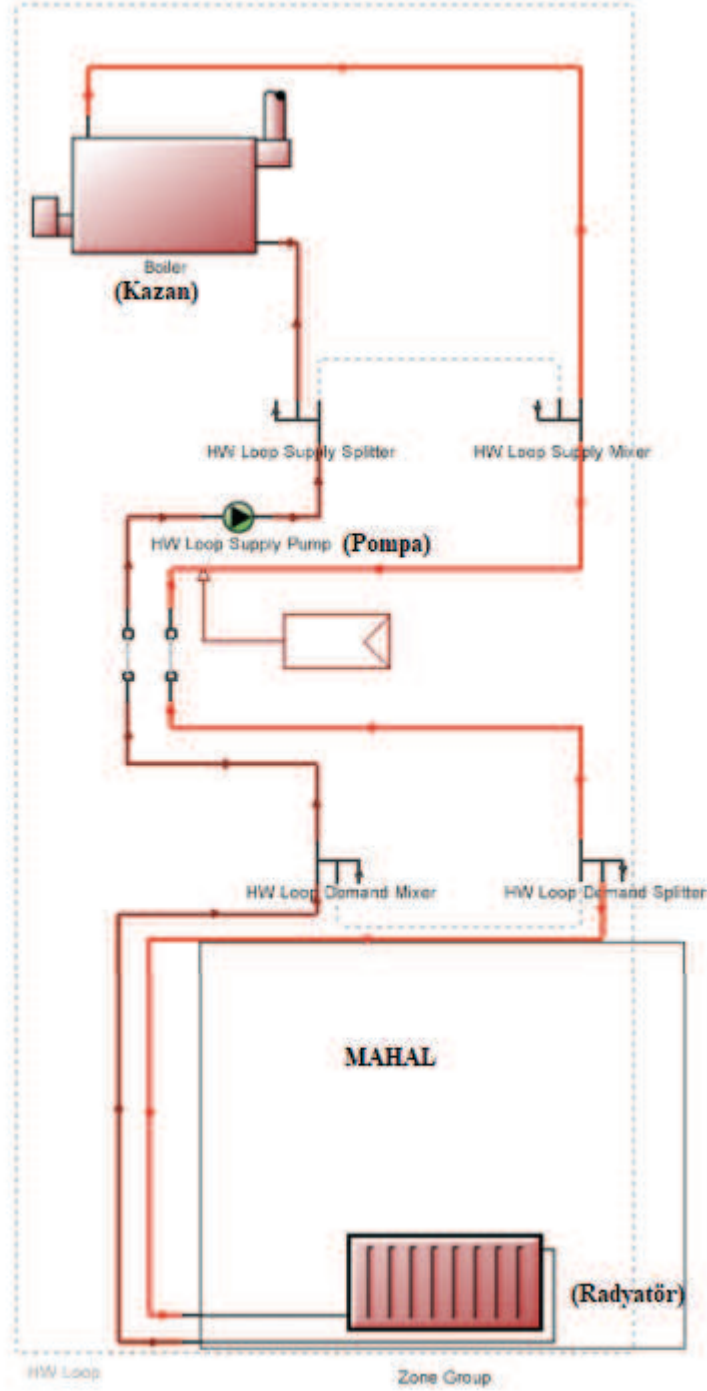 Boiler
(Kazan)
HW Loop Supply Splitter
HW Loop Supply Mixer
HW Loop Supply Pump (Pompa)
HW Loop Demand Mixer
HW Loop Demand Splitter
MAHAL
(Radyatör)
HW Loop
Zone Group